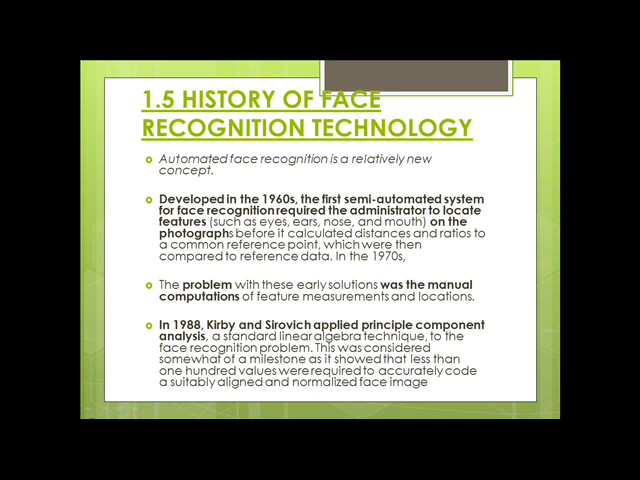 1.5 HISTORY OF FACE
RECOGNITION TECHNOLOGY
Automated face recognition is a relatively new
concept.
Developed in the 1960s, the first semi-automated system
for face recognition required the administrator to locate
features (such as eyes, ears, nose, and mouth) on the
photographs before it calculated distances and ratios to
a common reference point, which were then
compared to reference data. In the 1970s,
The problem with these early solutions was the manual
computations of feature measurements and locations.
In 1988, Kirby and Sirovich applied principle component
analysis, a standard linear algebra technique, to the
face recognition problem. This was considered
somewhat of a milestone as it showed that less than
one hundred values were required to accurately code
a suitably aligned and normalized face image